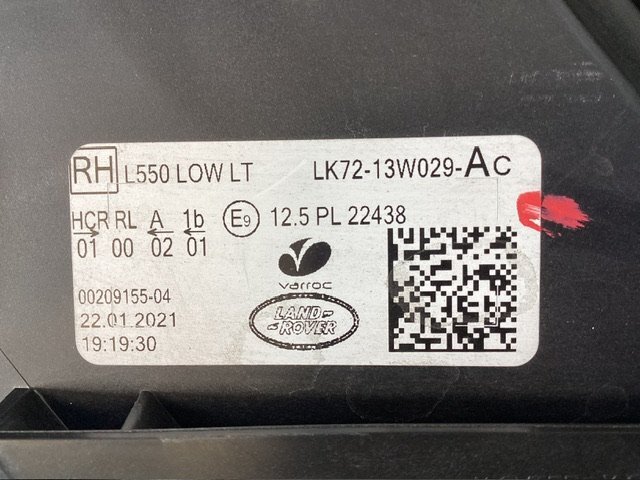 RH L550 LOW LT LK72-13W029-AC
HCR RL A 1b E9 12.5 PL 22438
01 00 02 01
varroc
00209155-04
LAND-
ROVER
22.01.2021
19:19:30